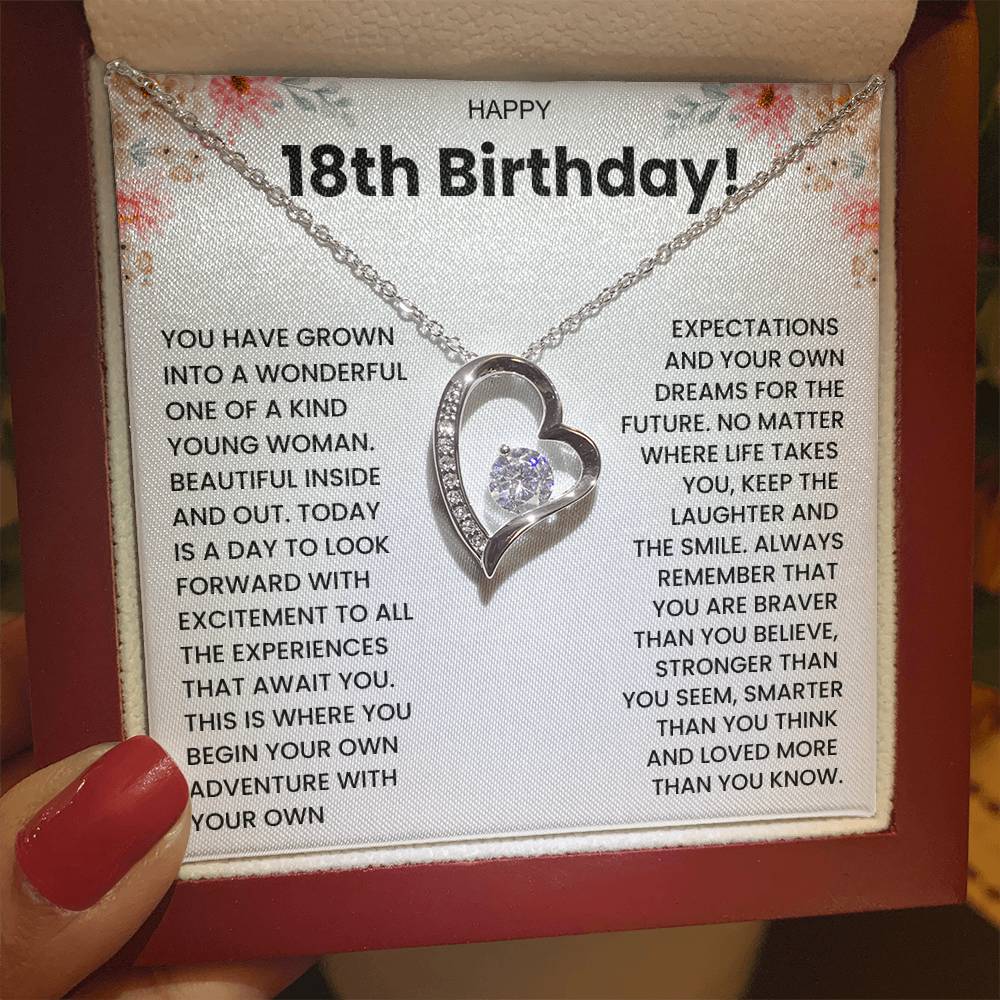 HAPPY
18th Birthday!
YOU HAVE GROWN
INTO A WONDERFUL
ONE OF A KIND
YOUNG WOMAN.
BEAUTIFUL INSIDE
AND OUT. TODAY
IS A DAY TO LOOK
FORWARD WITH
EXCITEMENT TO ALL
THE EXPERIENCES
THAT AWAIT YOU.
THIS IS WHERE YOU
BEGIN YOUR OWN
ADVENTURE WITH
YOUR OWN
EXPECTATIONS
AND YOUR OWN
DREAMS FOR THE
FUTURE. NO MATTER
WHERE LIFE TAKES
YOU, KEEP THE
LAUGHTER AND
THE SMILE. ALWAYS
REMEMBER THAT
YOU ARE BRAVER
THAN YOU BELIEVE,
STRONGER THAN
YOU SEEM, SMARTER
THAN YOU THINK
AND LOVED MORE
THAN YOU KNOW.